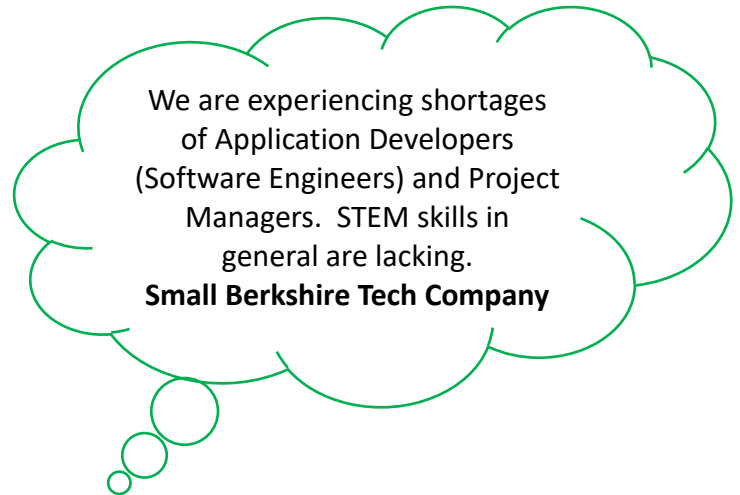 We are experiencing shortages
of Application Developers
(Software Engineers) and Project
Managers.  STEM skills in
general are lacking.
Small Berkshire Tech Company